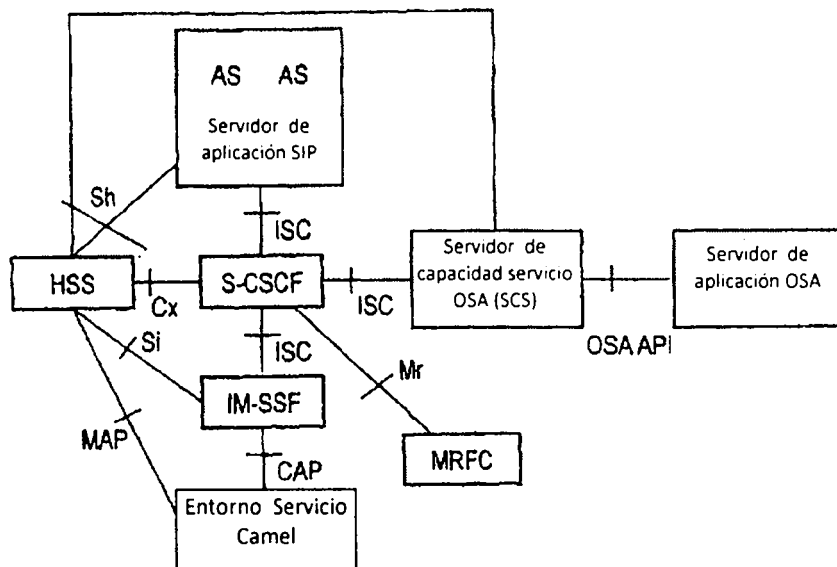 AS AS
Servidor de
aplicación SIP
Sh
ISC
HSS
Cx
S-CSCF
ISC
Servidor de
capacidad servicio
OSA (SCS)
Servidor de
aplicación OSA
OSA API
Si
ISC
Mr
IM-SSF
MAP
CAP
MRFC
Entorno Servicio
Camel